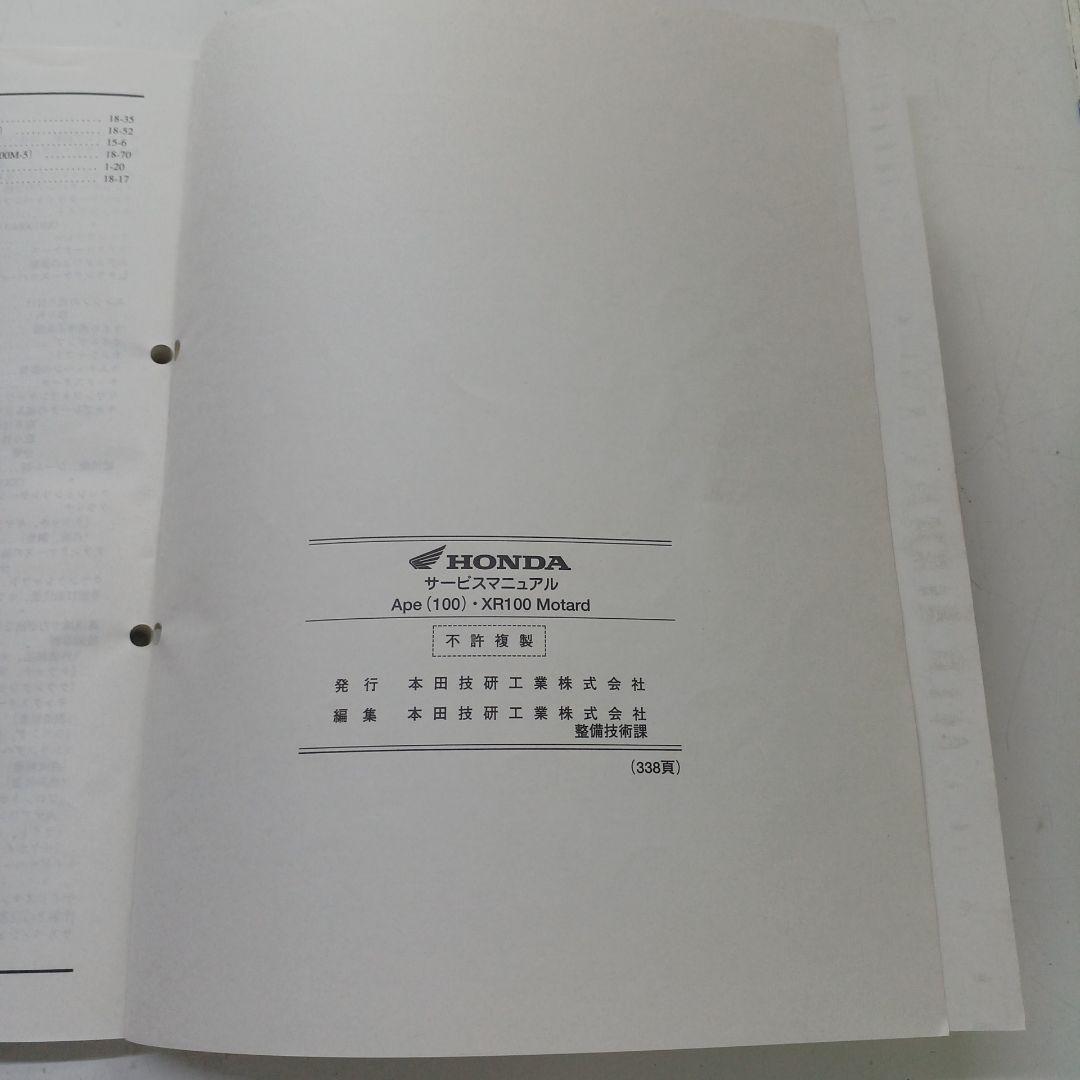 18-35
18-52
15-6
00M-5〕 18-70
1-20
18-17
HONDA
サービスマニュアル
Ape (100)・XR100 Motard
不許複製
発行 本田技研工業株式会社
編集 本田技研工業株式会社
整備技術課
(338頁)